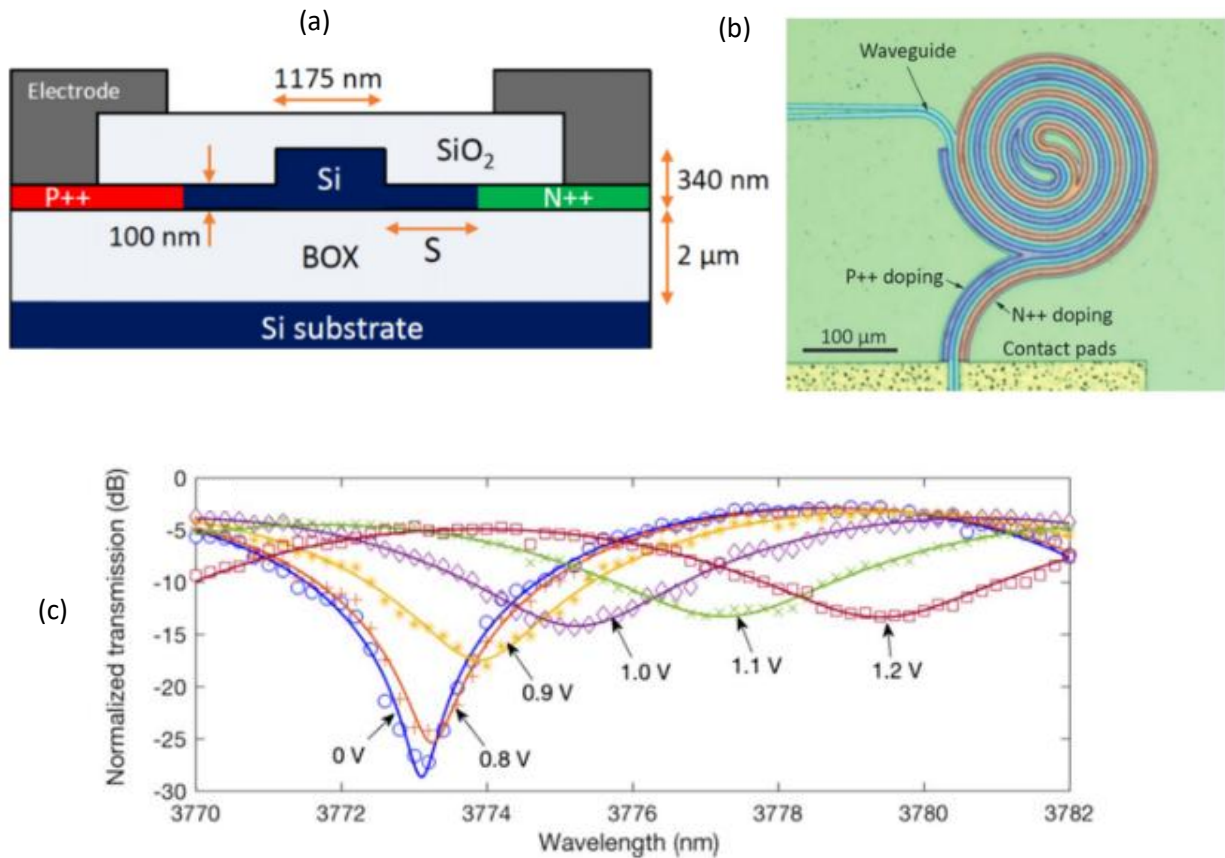 (a)
Electrode
1175 nm
SiO₂
Si
P++
N++
340 nm
100 nm
S
BOX
2 μm
Si substrate
(b)
Waveguide
P++ doping
N++ doping
100 μm
Contact pads
(c)
Normalized transmission (dB)
0
-5
-10
-15
-20
-25
-30
0 V
0.8 V
0.9 V
1.0 V
1.1 V
1.2 V
3770
3772
3774
3776
3778
3780
3782
Wavelength (nm)